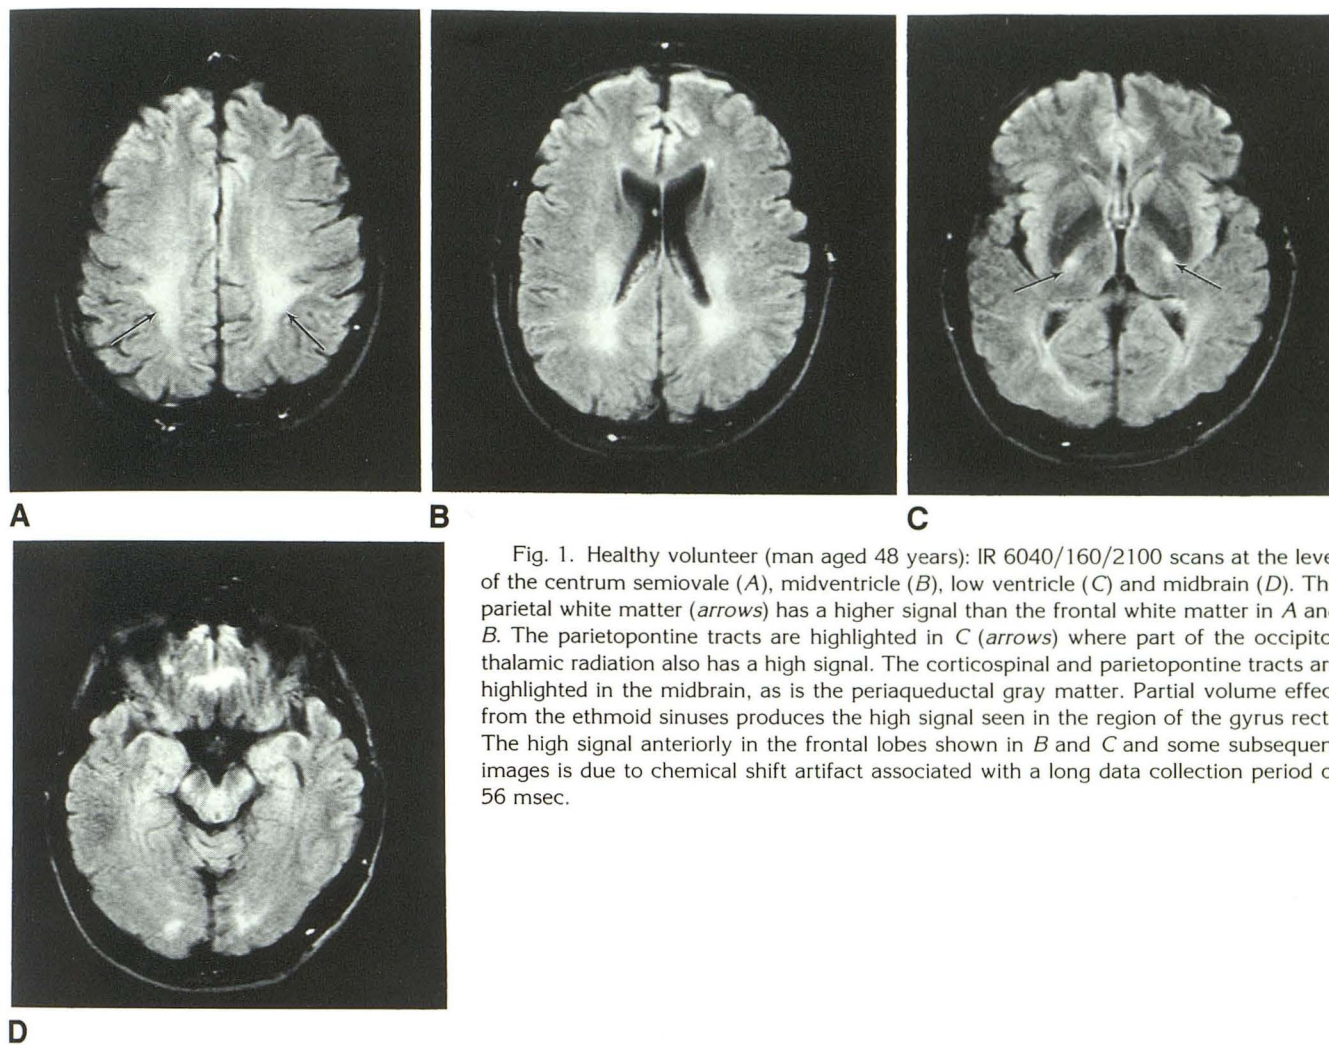 A
B
C
Fig. 1. Healthy volunteer (man aged 48 years): IR 6040/160/2100 scans at the leve
of the centrum semiovale (A), midventricle (B), low ventricle (C) and midbrain (D). Th
parietal white matter (arrows) has a higher signal than the frontal white matter in A an
B. The parietopontine tracts are highlighted in C (arrows) where part of the occipito
thalamic radiation also has a high signal. The corticospinal and parietopontine tracts ar
highlighted in the midbrain, as is the periaqueductal gray matter. Partial volume effec
from the ethmoid sinuses produces the high signal seen in the region of the gyrus rect
The high signal anteriorly in the frontal lobes shown in B and C and some subsequen
images is due to chemical shift artifact associated with a long data collection period o
56 msec.
D